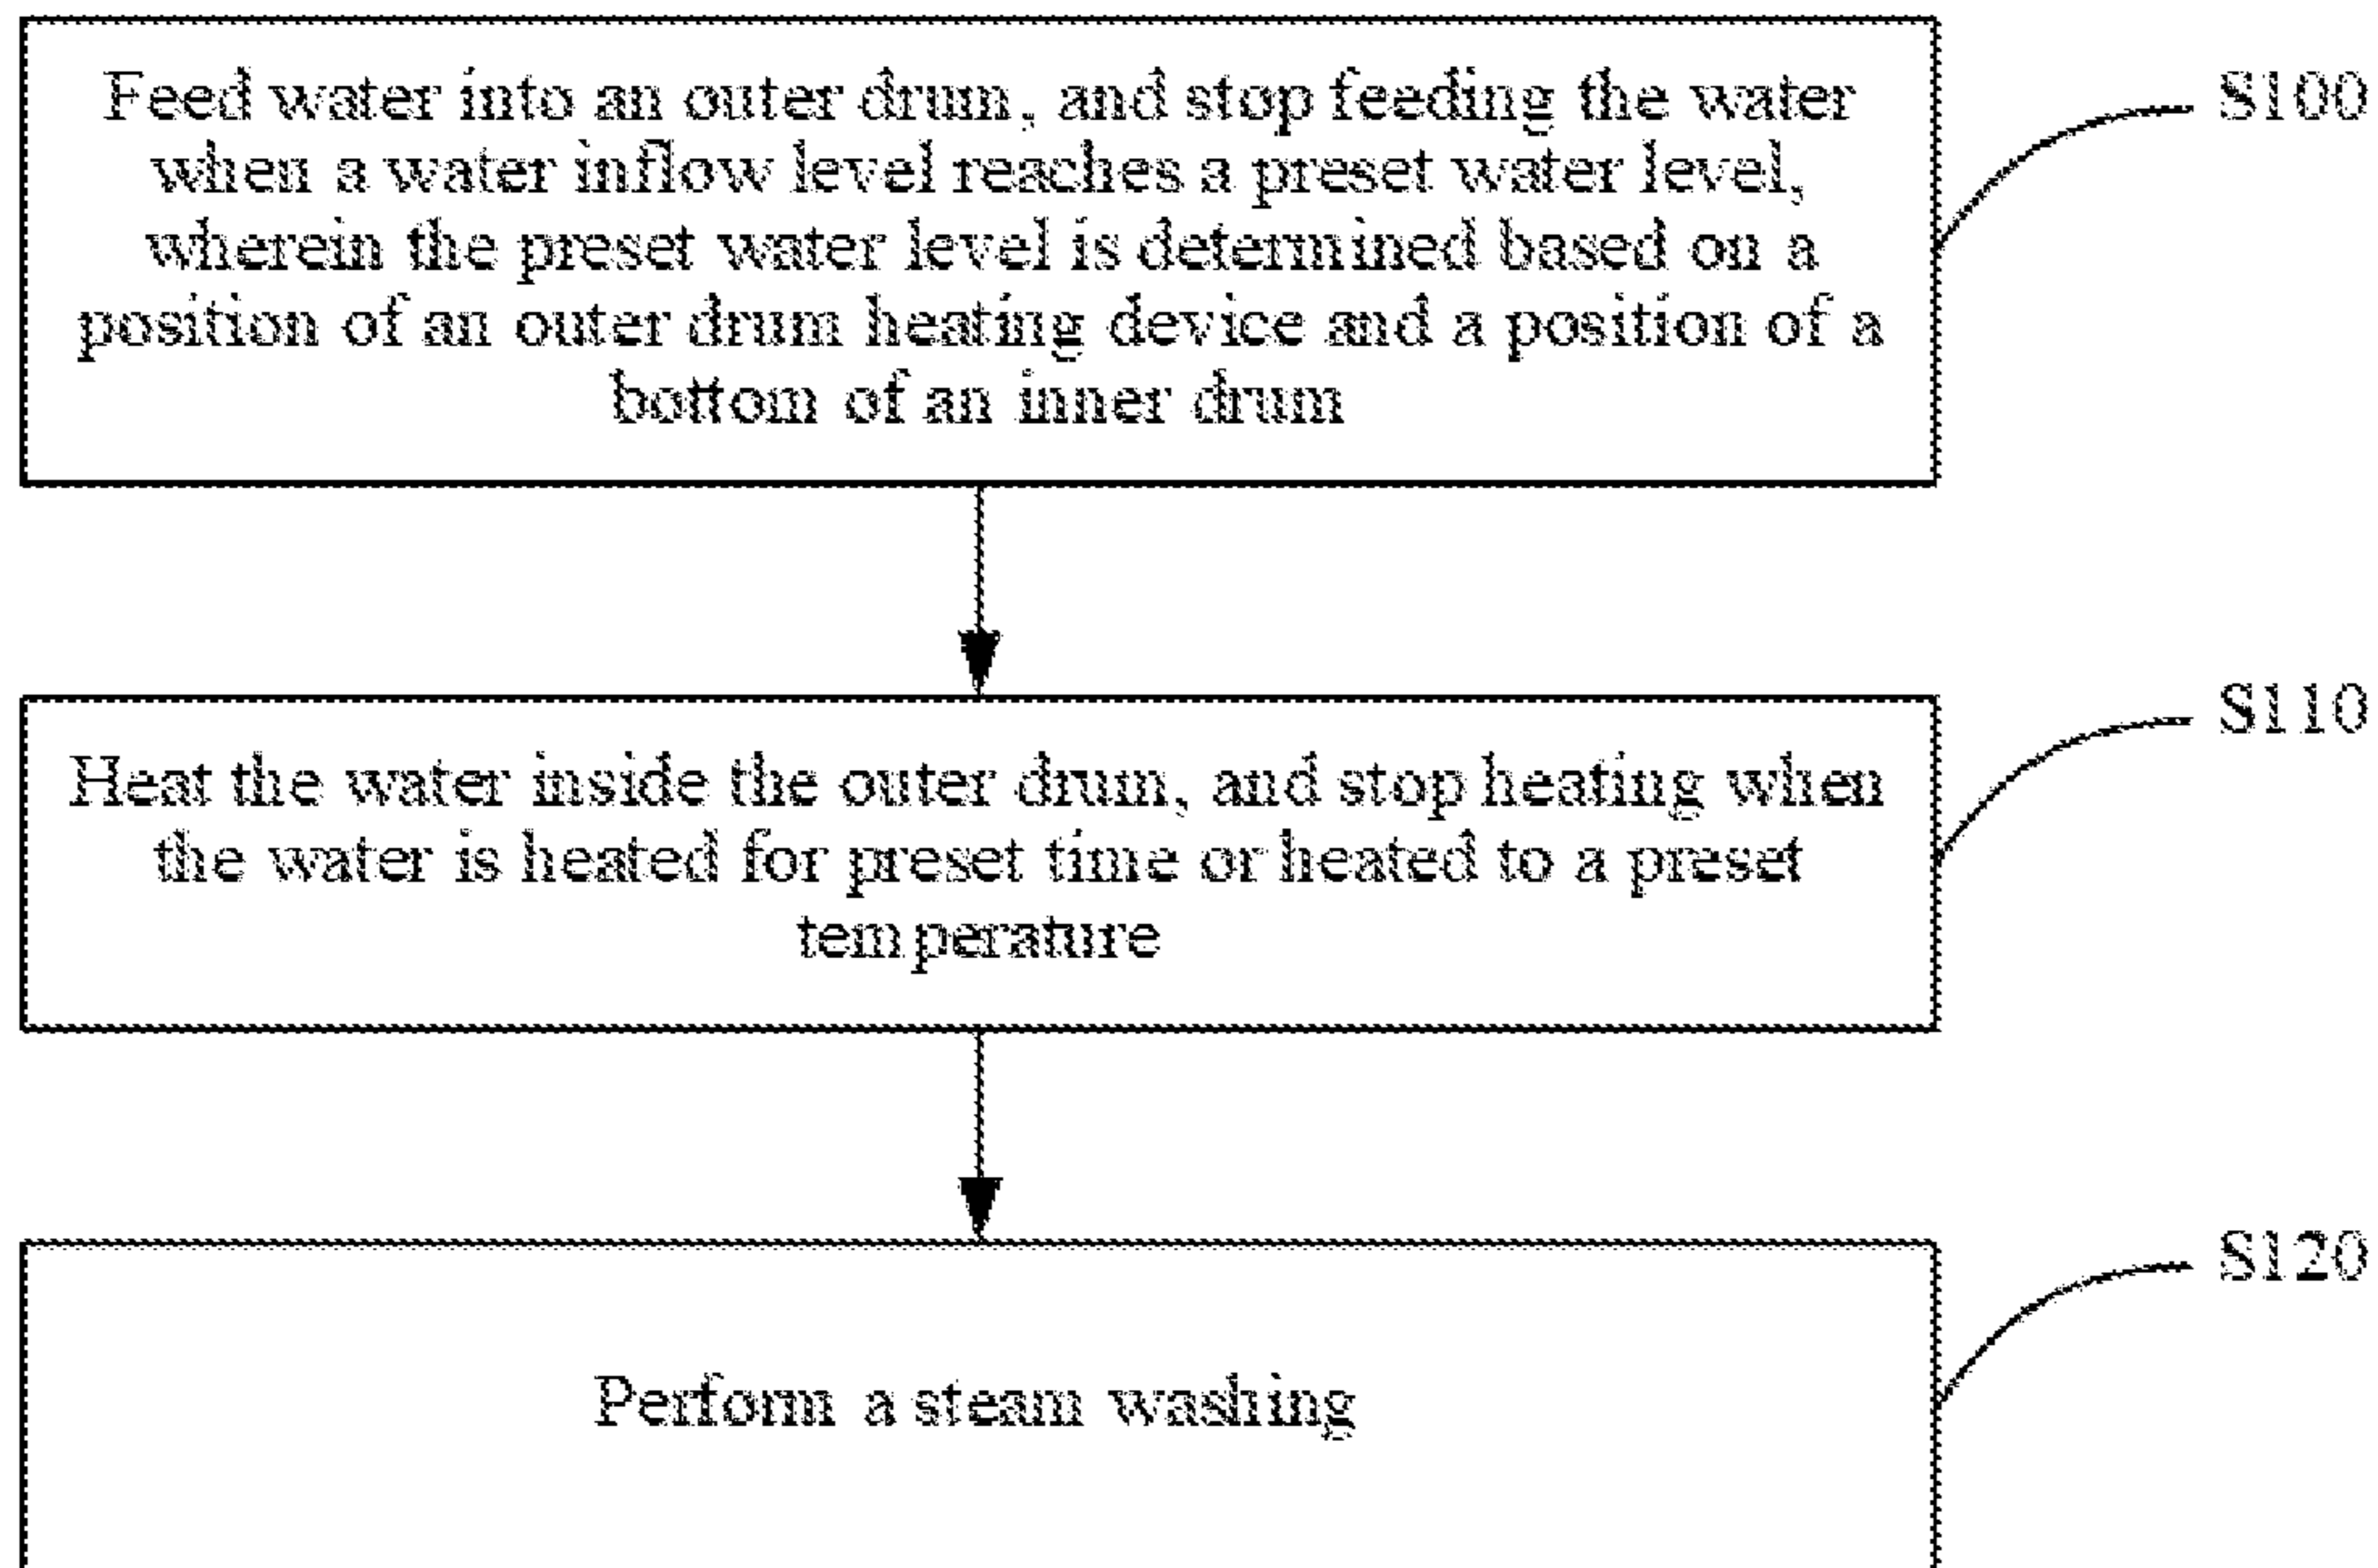 Feed water into an outer drum, and stop feeding the water
when a water inflow level reaches a preset water level,
wherein the preset water level is determined based on a
position of an outer drum heating device and a position of a
bottom of an inner drum
S100
Heat the water inside the outer drum, and stop heating when
the water is heated for preset time or heated to a preset
temperature
S110
Perform a steam washing
S120